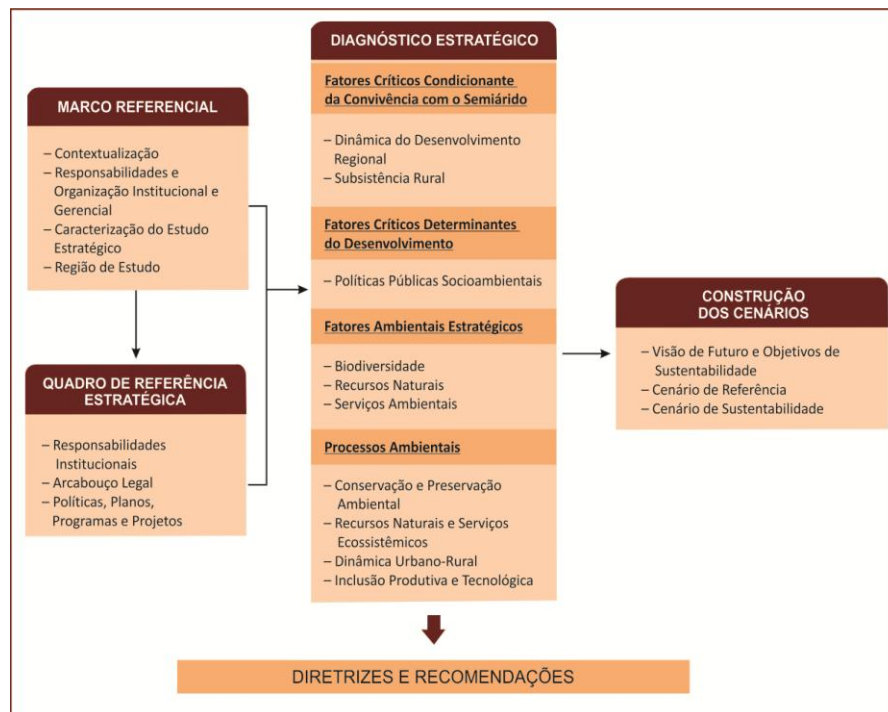 MARCO REFERENCIAL
– Contextualização
– Responsabilidades e
Organização Institucional e
Gerencial
– Caracterização do Estudo
Estratégico
– Região de Estudo
QUADRO DE REFERÊNCIA
ESTRATÉGICA
– Responsabilidades
Institucionais
– Arcabouço Legal
– Políticas, Planos,
Programas e Projetos
DIAGNÓSTICO ESTRATÉGICO
Fatores Críticos Condicionante
da Convivência com o Semiárido
– Dinâmica do Desenvolvimento
Regional
– Subsistência Rural
Fatores Críticos Determinantes
do Desenvolvimento
– Políticas Públicas Socioambientais
Fatores Ambientais Estratégicos
– Biodiversidade
– Recursos Naturais
– Serviços Ambientais
Processos Ambientais
– Conservação e Preservação
Ambiental
– Recursos Naturais e Serviços
Ecossistêmicos
– Dinâmica Urbano-Rural
– Inclusão Produtiva e Tecnológica
CONSTRUÇÃO
DOS CENÁRIOS
– Visão de Futuro e Objetivos de
Sustentabilidade
– Cenário de Referência
– Cenário de Sustentabilidade
DIRETRIZES E RECOMENDAÇÕES